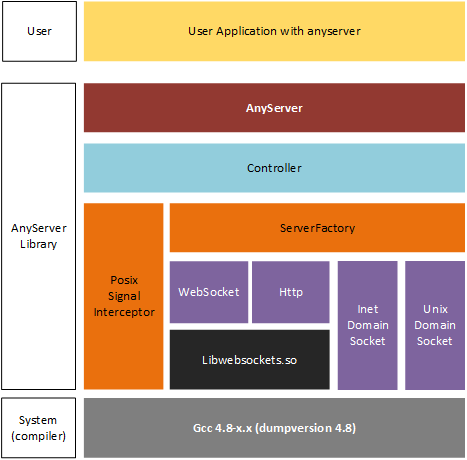 User
User Application with anyserver
AnyServer
Controller
AnyServer
Library
ServerFactory
Posix
Signal
Interceptor
WebSocket
Http
Inet
Domain
Socket
Unix
Domain
Socket
Libwebsockets.so
System
(compiler)
Gcc 4.8-x.x (dumpversion 4.8)